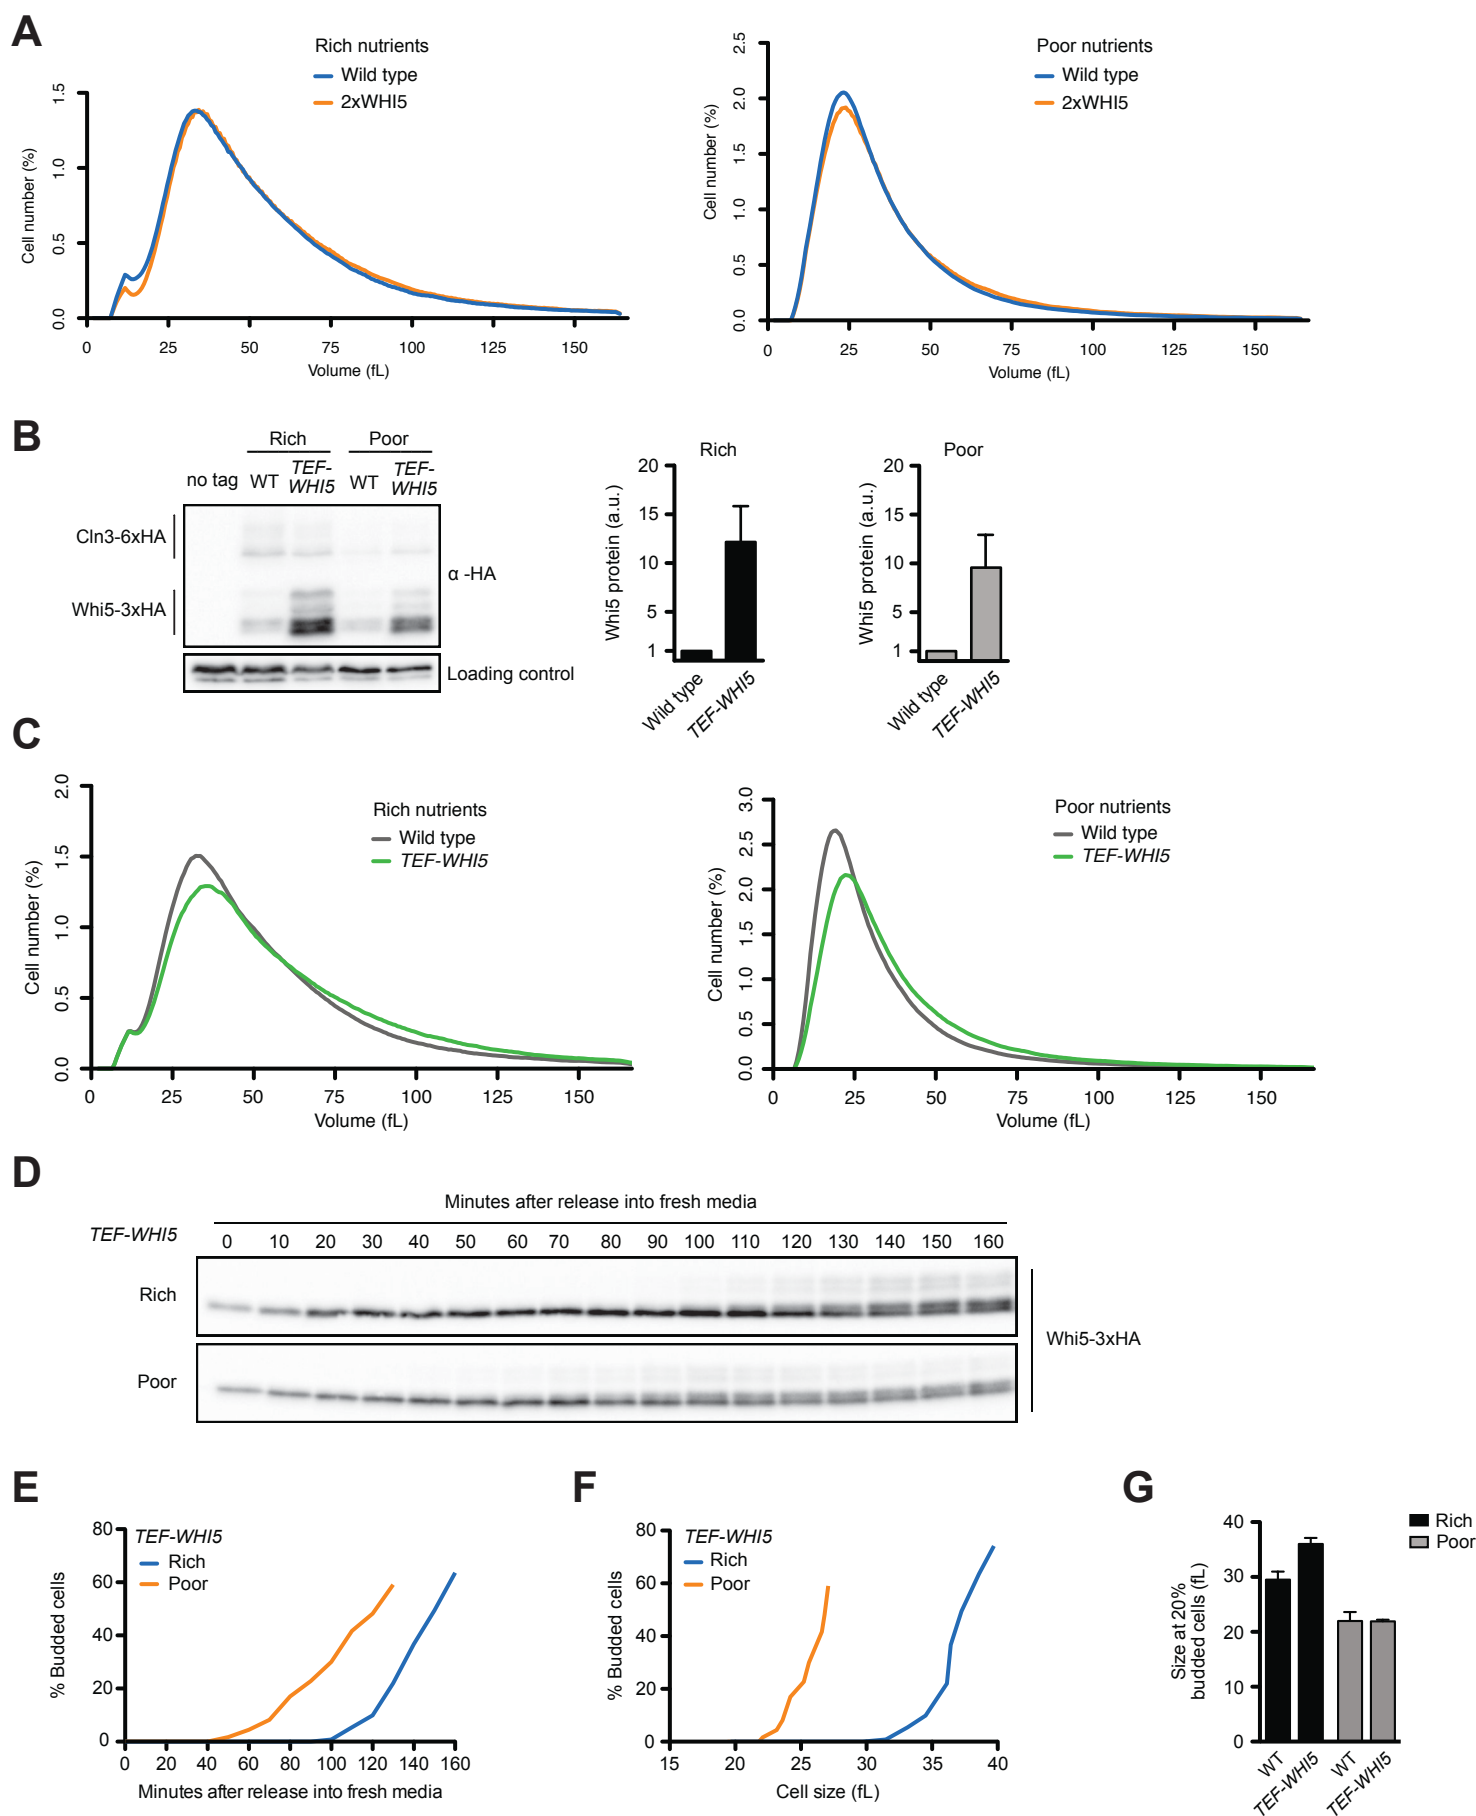 A
Rich nutrients
Wild type
2xWHI5
Cell number (%)
0.0 0.5 1.0 1.5
0 25 50 75 100 125 150
Volume (fL)
Poor nutrients
Wild type
2xWHI5
Cell number (%)
0.0 0.5 1.0 1.5 2.0 2.5
0 25 50 75 100 125 150
Volume (fL)
B
Rich Poor
no tag WT TEF-WHI5 WT TEF-WHI5
Cln3-6xHA
Whi5-3xHA
α -HA
Loading control
Rich
Whi5 protein (a.u.)
20
15
10
5
1
Wild type
TEF-WHI5
Poor
Whi5 protein (a.u.)
20
15
10
5
1
Wild type
TEF-WHI5
C
Rich nutrients
Wild type
TEF-WHI5
Cell number (%)
0.0 0.5 1.0 1.5 2.0
0 25 50 75 100 125 150
Volume (fL)
Poor nutrients
Wild type
TEF-WHI5
Cell number (%)
0.0 0.5 1.0 1.5 2.0 2.5 3.0
0 25 50 75 100 125 150
Volume (fL)
D
Minutes after release into fresh media
TEF-WHI5
0 10 20 30 40 50 60 70 80 90 100 110 120 130 140 150 160
Rich
Poor
Whi5-3xHA
E
TEF-WHI5
Rich
Poor
% Budded cells
80
60
40
20
0
0 20 40 60 80 100 120 140 160
Minutes after release into fresh media
F
TEF-WHI5
Rich
Poor
% Budded cells
80
60
40
20
0
15 20 25 30 35 40
Cell size (fL)
G
Rich
Poor
Size at 20%
budded cells (fL)
40
30
20
10
0
WT
TEF-WHI5
WT
TEF-WHI5